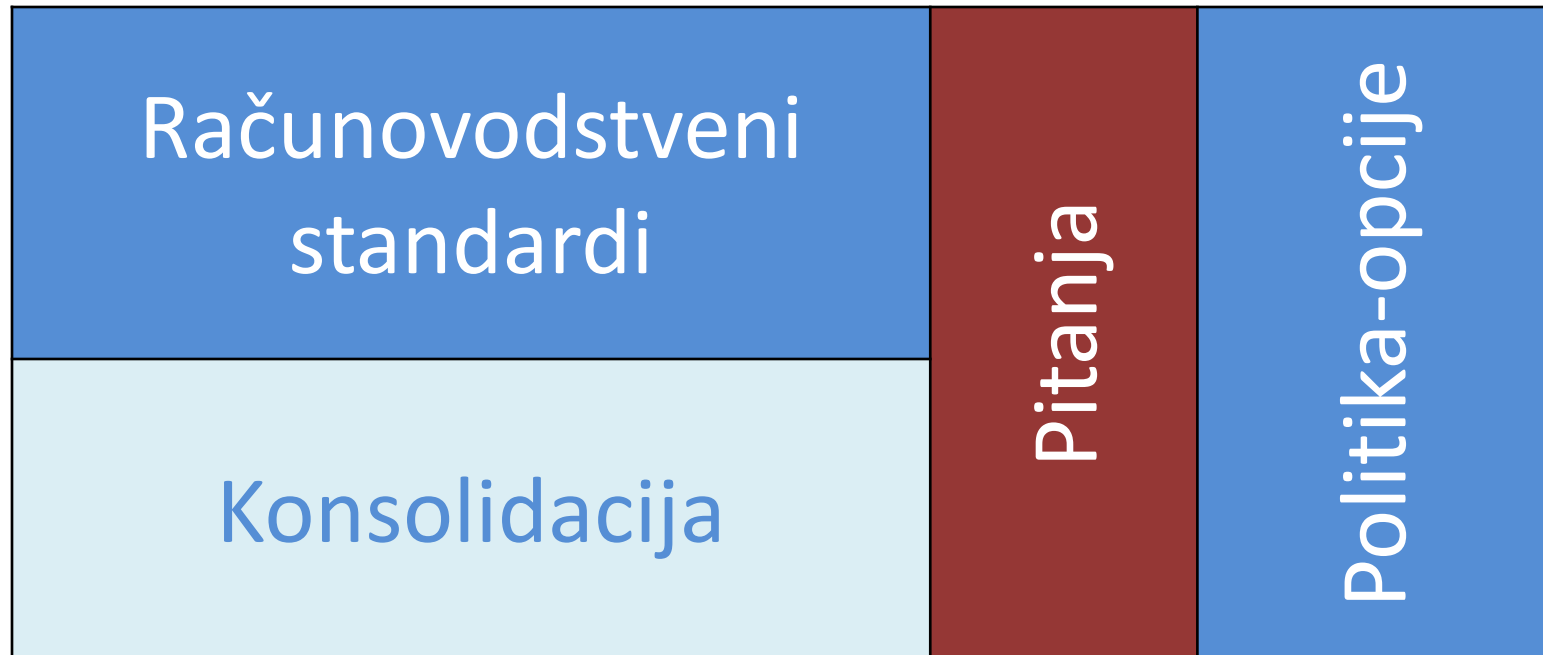 Računovodstveni
standardi
Konsolidacija
Pitanja
Politika-opcije